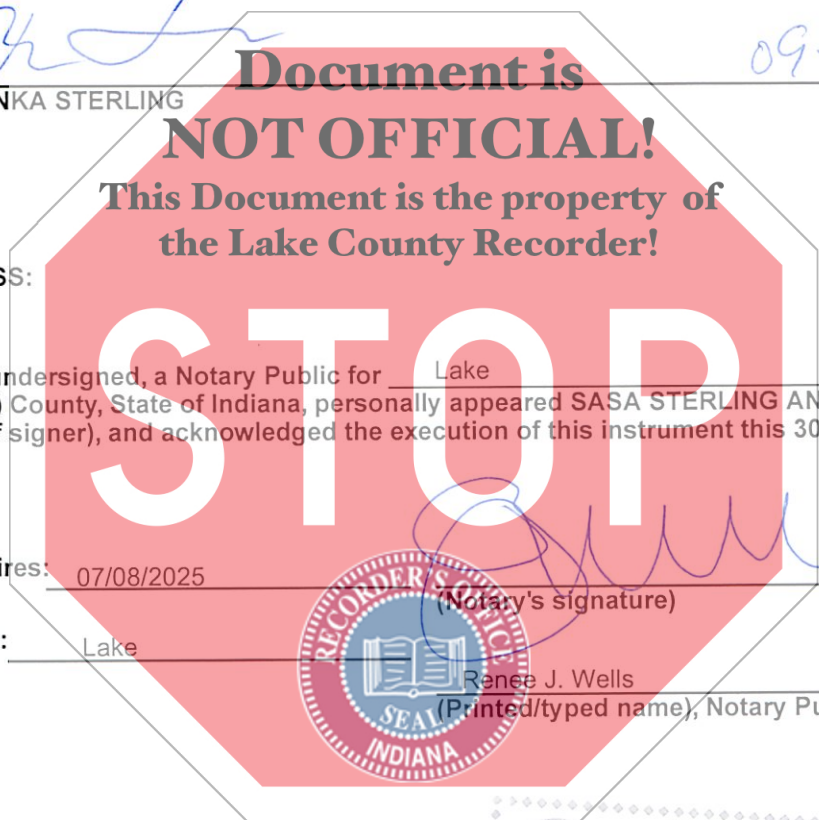 09-
NKA STERLING
Document is
NOT OFFICIAL!
This Document is the property of
the Lake County Recorder!
SS:
STOP
undersigned, a Notary Public for Lake
) County, State of Indiana, personally appeared SASA STERLING AN
f signer), and acknowledged the execution of this instrument this 30
ires: 07/08/2025
(Notary's signature)
: Lake
RECORDER'S OFFICE
SEAL
INDIANA
Renee J. Wells
(Printed/typed name), Notary Pu